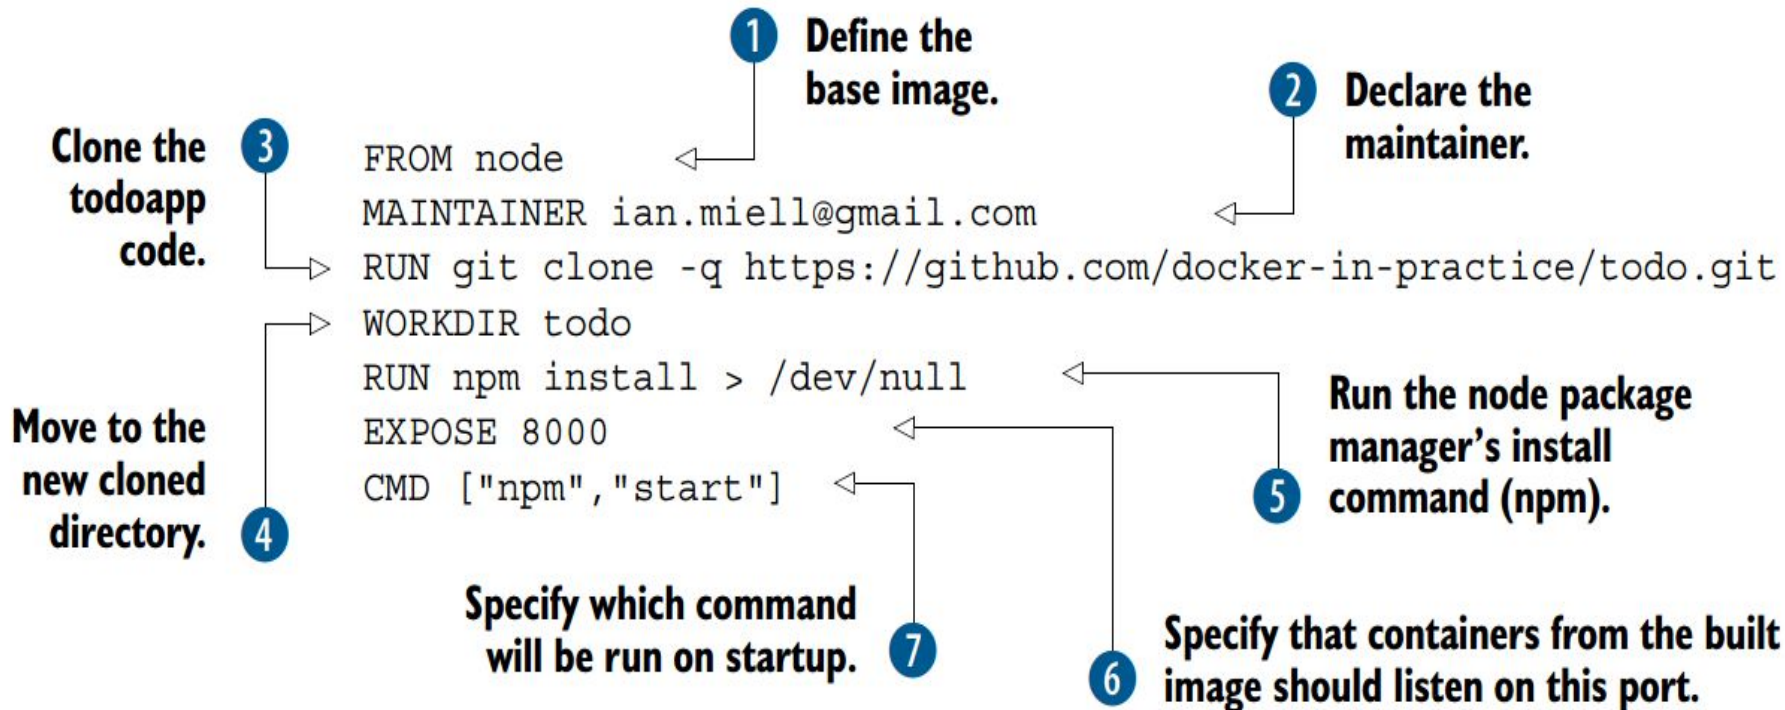 1 Define the
base image.
2 Declare the
maintainer.
3 Clone the
todoapp
code.
FROM node
MAINTAINER ian.miell@gmail.com
RUN git clone -q https://github.com/docker-in-practice/todo.git
WORKDIR todo
RUN npm install > /dev/null
EXPOSE 8000
CMD ["npm","start"]
Move to the
new cloned
directory. 4
Run the node package
manager’s install
5 command (npm).
Specify which command
will be run on startup. 7
Specify that containers from the built
6 image should listen on this port.